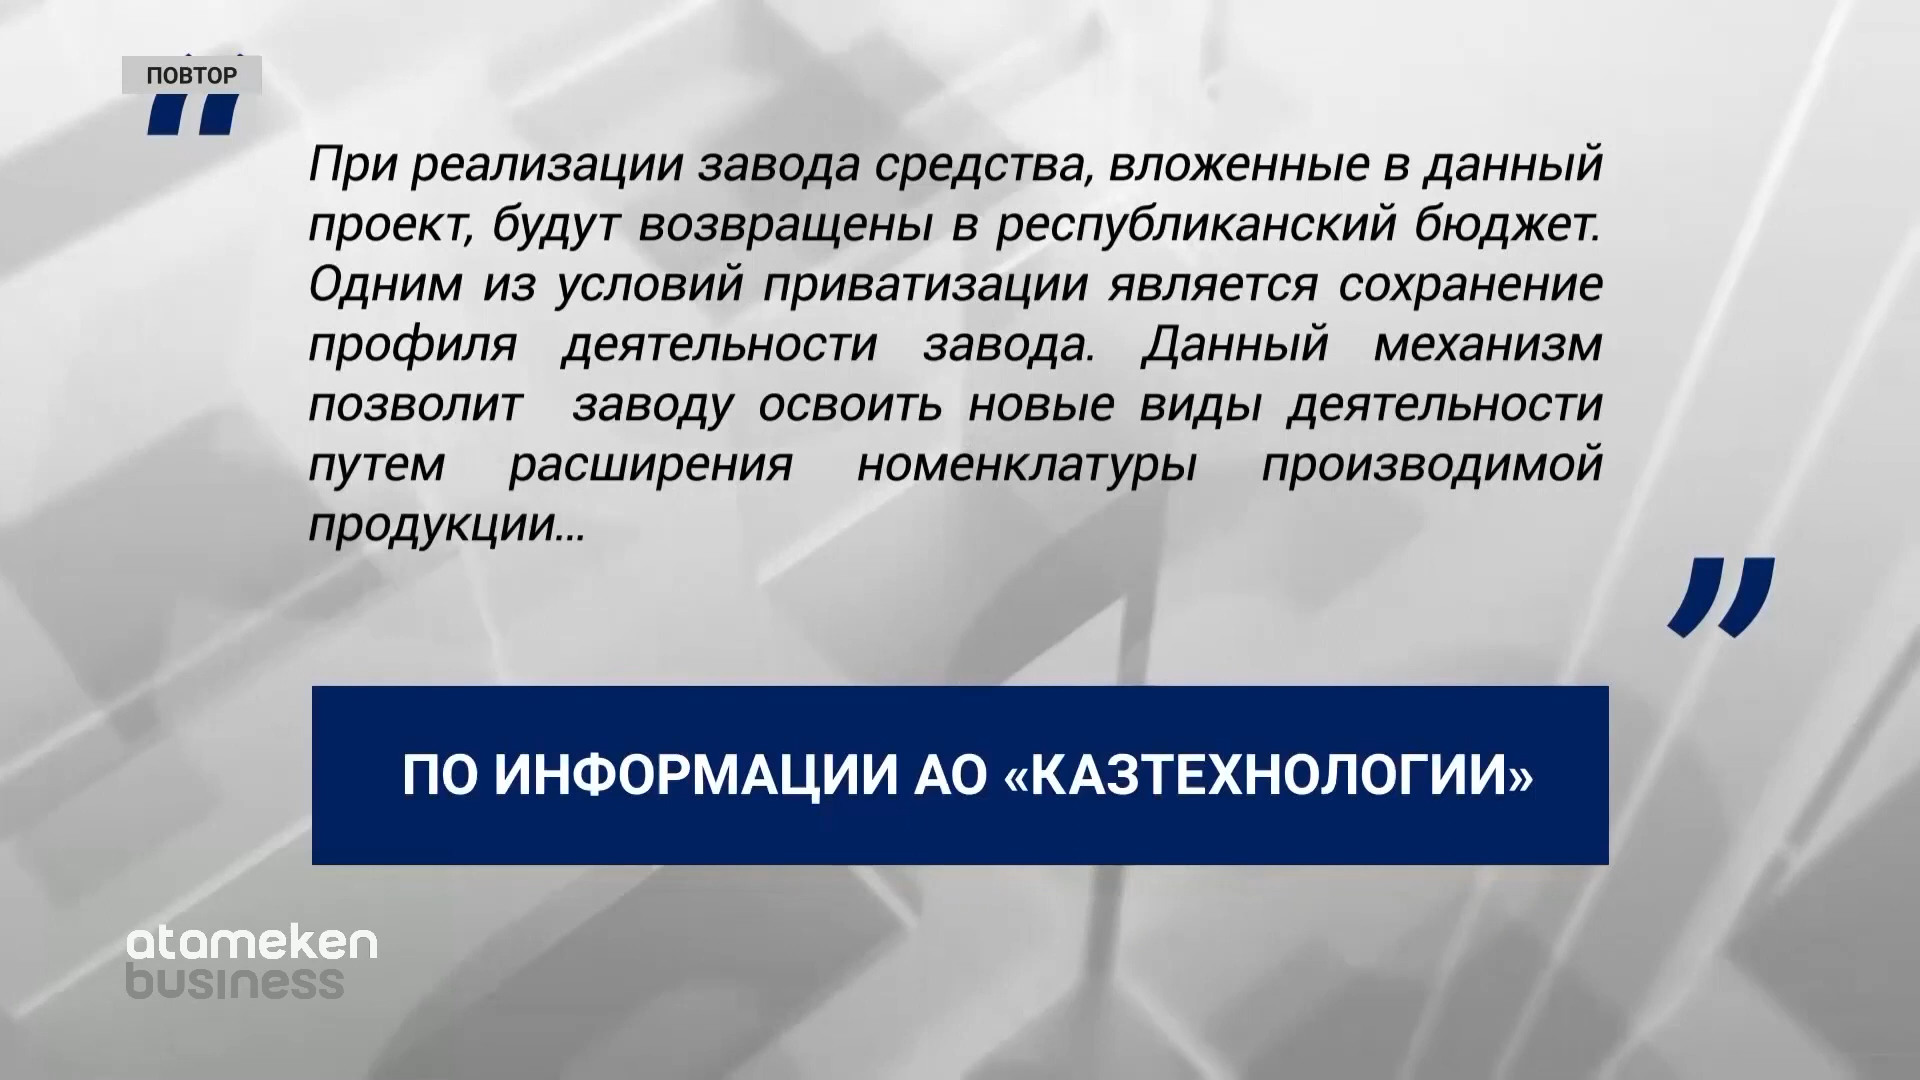 ПОВТОР
При реализации завода средства, вложенные в данный
проект, будут возвращены в республиканский бюджет.
Одним из условий приватизации является сохранение
профиля деятельности завода. Данный механизм
позволит заводу освоить новые виды деятельности
путем расширения номенклатуры производимой
продукции...
ПО ИНФОРМАЦИИ АО «КАЗТЕХНОЛОГИИ»
atameken
business